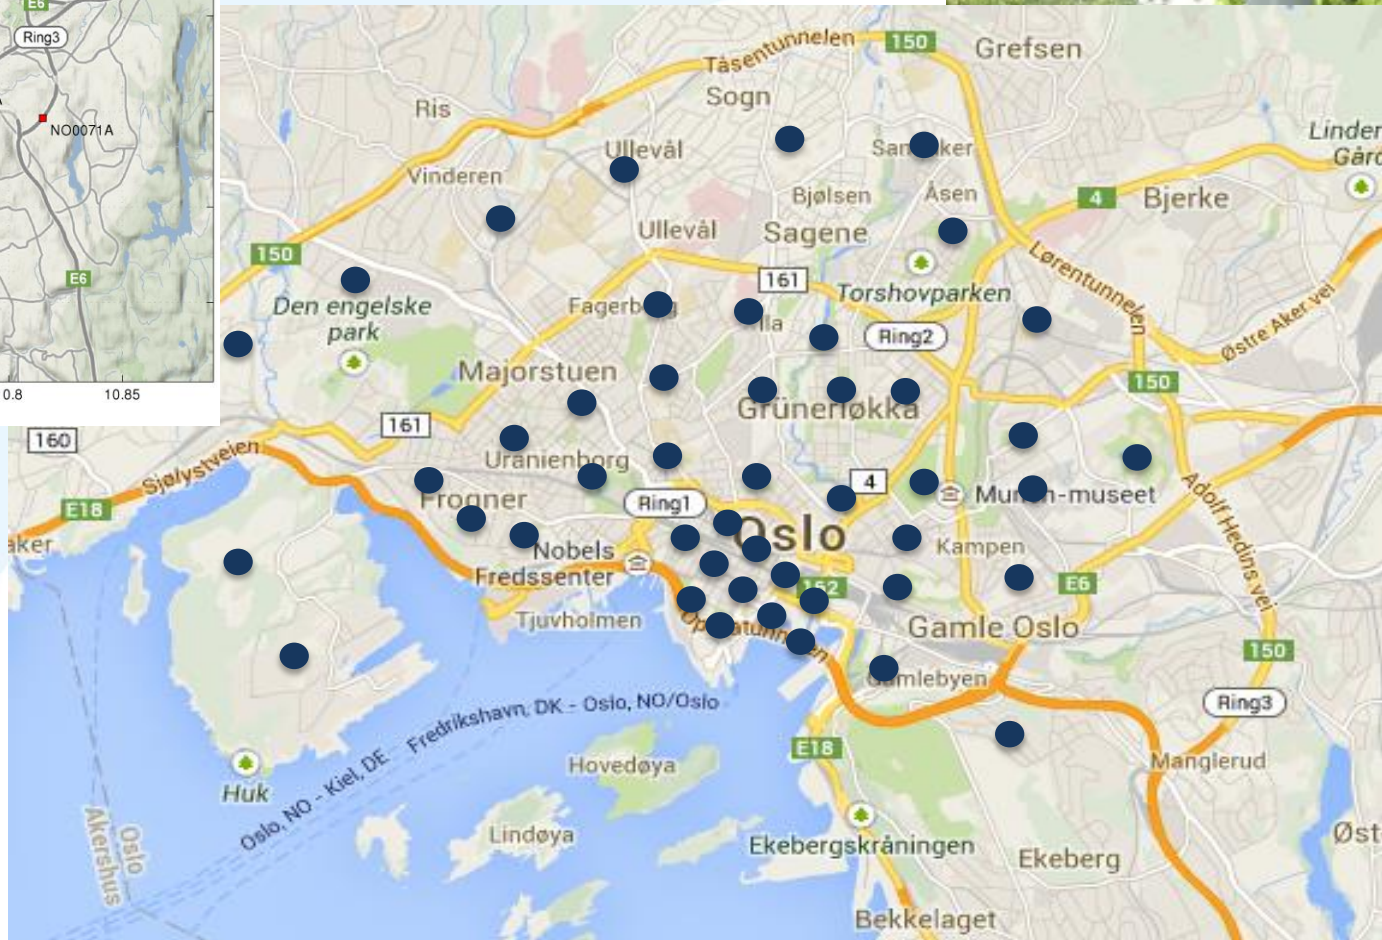 E6
Ring3
NO0071A
E6
0.8
10.85
Tåsentunnelen
150
Grefsen
Sogn
Ris
Linder
Gård
Ullevål
Vinderen
Bjølsen
Åsen
4
Bjerke
Ullevål
Sagene
150
161
Lørentunnelen
Den engelske
park
Torshovparken
Ring2
Østre Aker vei
Majorstuen
150
Grünerløkka
161
160
Sjølystveien
Uranienborg
E18
Frogner
Ring1
4
-museet
Adolf Hedins vei
Oslo
aker
Nobels
Fredssenter
Kampen
E6
Tjuvholmen
Gamle Oslo
150
Fredrikshavn, DK - Oslo, NO/Oslo
Ring3
E18
Manglerud
Hovedøya
Huk
Oslo, NO - Kiel, DE
Oslo
Akershus
Lindøya
Ekebergskråningen
Ekeberg
Øst
Bekkelaget